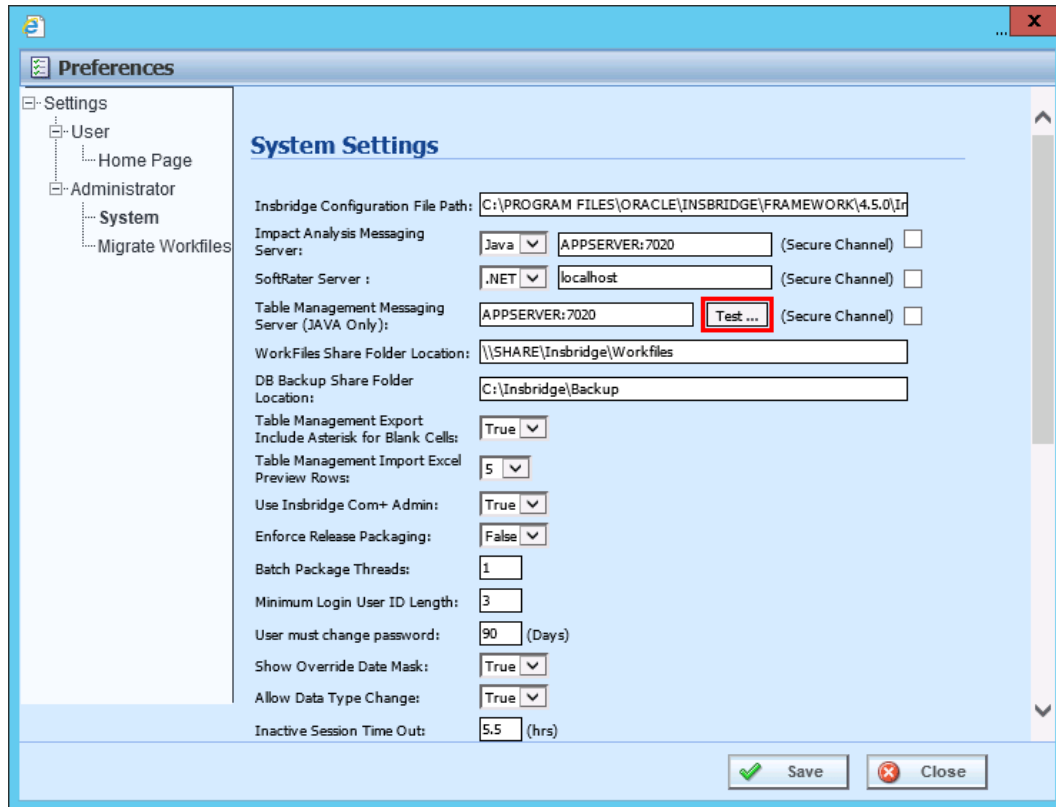 ... x
Preferences
Settings
User
Home Page
Administrator
System
Migrate Workfiles
System Settings
Insbridge Configuration File Path: C:\PROGRAM FILES\ORACLE\INSBRIDGE\FRAMEWORK\4.5.0\In
Impact Analysis Messaging
Server: Java APPSERVER:7020 (Secure Channel)
SoftRater Server : .NET localhost (Secure Channel)
Table Management Messaging
Server (JAVA Only): APPSERVER:7020 Test ... (Secure Channel)
WorkFiles Share Folder Location: \\SHARE\Insbridge\Workfiles
DB Backup Share Folder
Location: C:\Insbridge\Backup
Table Management Export
Include Asterisk for Blank Cells: True
Table Management Import Excel
Preview Rows: 5
Use Insbridge Com+ Admin: True
Enforce Release Packaging: False
Batch Package Threads: 1
Minimum Login User ID Length: 3
User must change password: 90 (Days)
Show Override Date Mask: True
Allow Data Type Change: True
Inactive Session Time Out: 5.5 (hrs)
Save Close